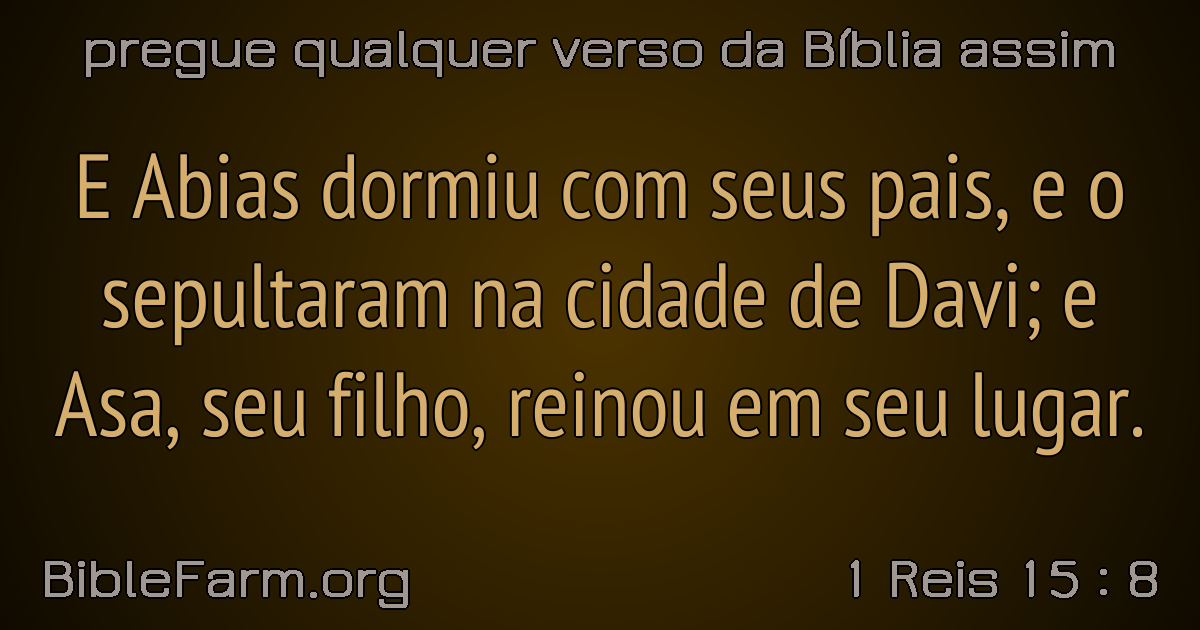 pregue qualquer verso da Bíblia assim
E Abias dormiu com seus pais, e o
sepultaram na cidade de Davi; e
Asa, seu filho, reinou em seu lugar.
BibleFarm.org
1 Reis 15 : 8